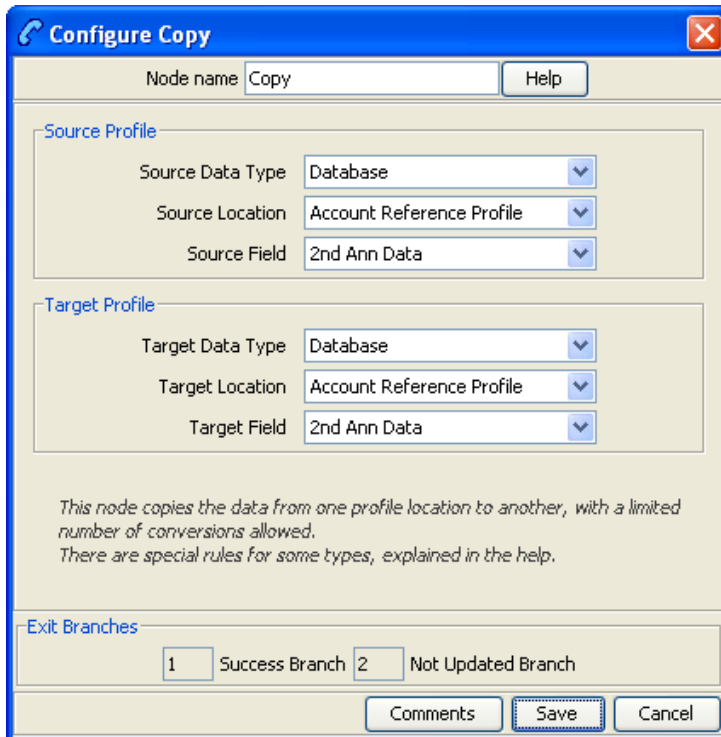 Configure Copy
Node name Copy Help
Source Profile
Source Data Type Database
Source Location Account Reference Profile
Source Field 2nd Ann Data
Target Profile
Target Data Type Database
Target Location Account Reference Profile
Target Field 2nd Ann Data
This node copies the data from one profile location to another, with a limited
number of conversions allowed.
There are special rules for some types, explained in the help.
Exit Branches
1 Success Branch 2 Not Updated Branch
Comments Save Cancel